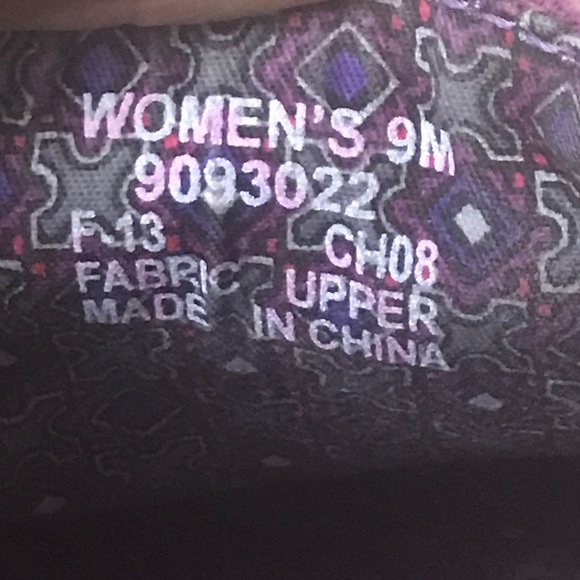 WOMEN'S 9M
9093022
F-13 CH08
FABRIC UPPER
MADE IN CHINA